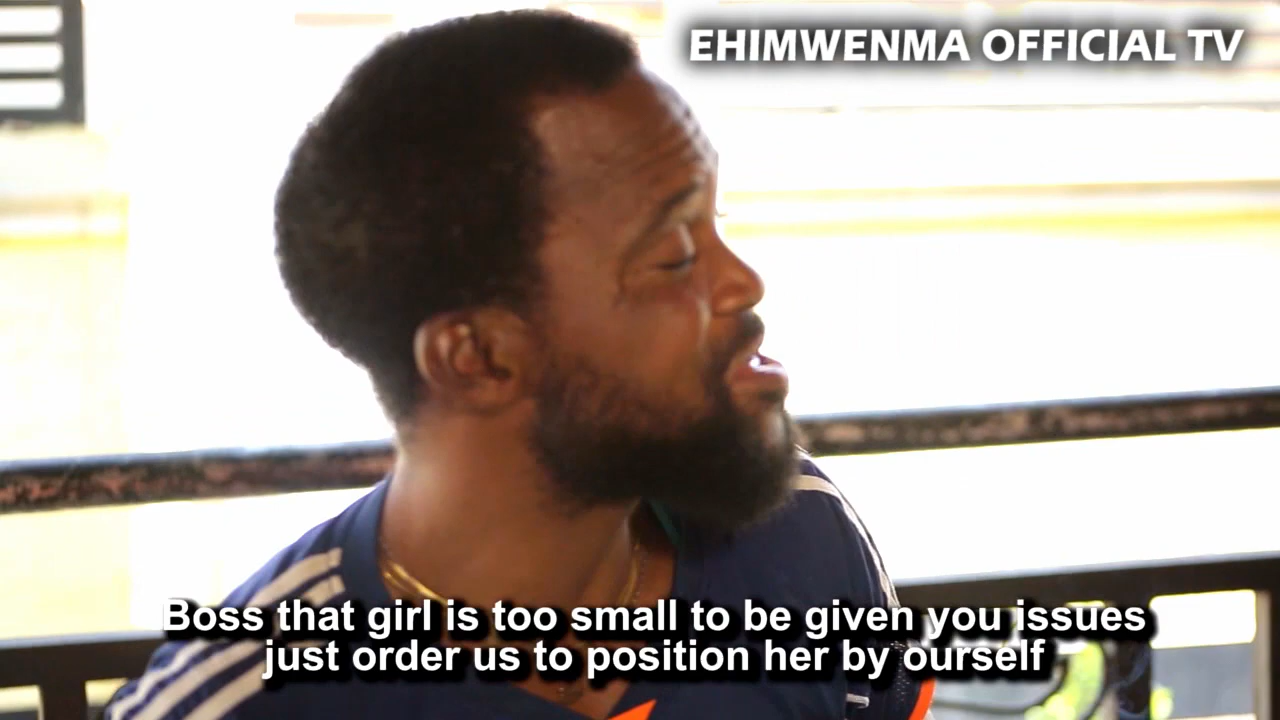 EHIMWENMA OFFICIAL TV
Boss that girl is too small to be given you issues
just order us to position her by ourself